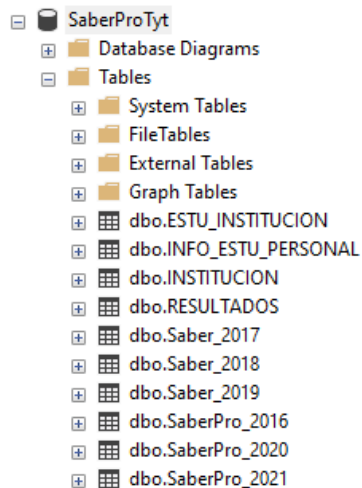 SaberProTyt
Database Diagrams
Tables
System Tables
FileTables
External Tables
Graph Tables
dbo.ESTU_INSTITUCION
dbo.INFO_ESTU_PERSONAL
dbo.INSTITUCION
dbo.RESULTADOS
dbo.Saber_2017
dbo.Saber_2018
dbo.Saber_2019
dbo.SaberPro_2016
dbo.SaberPro_2020
dbo.SaberPro_2021